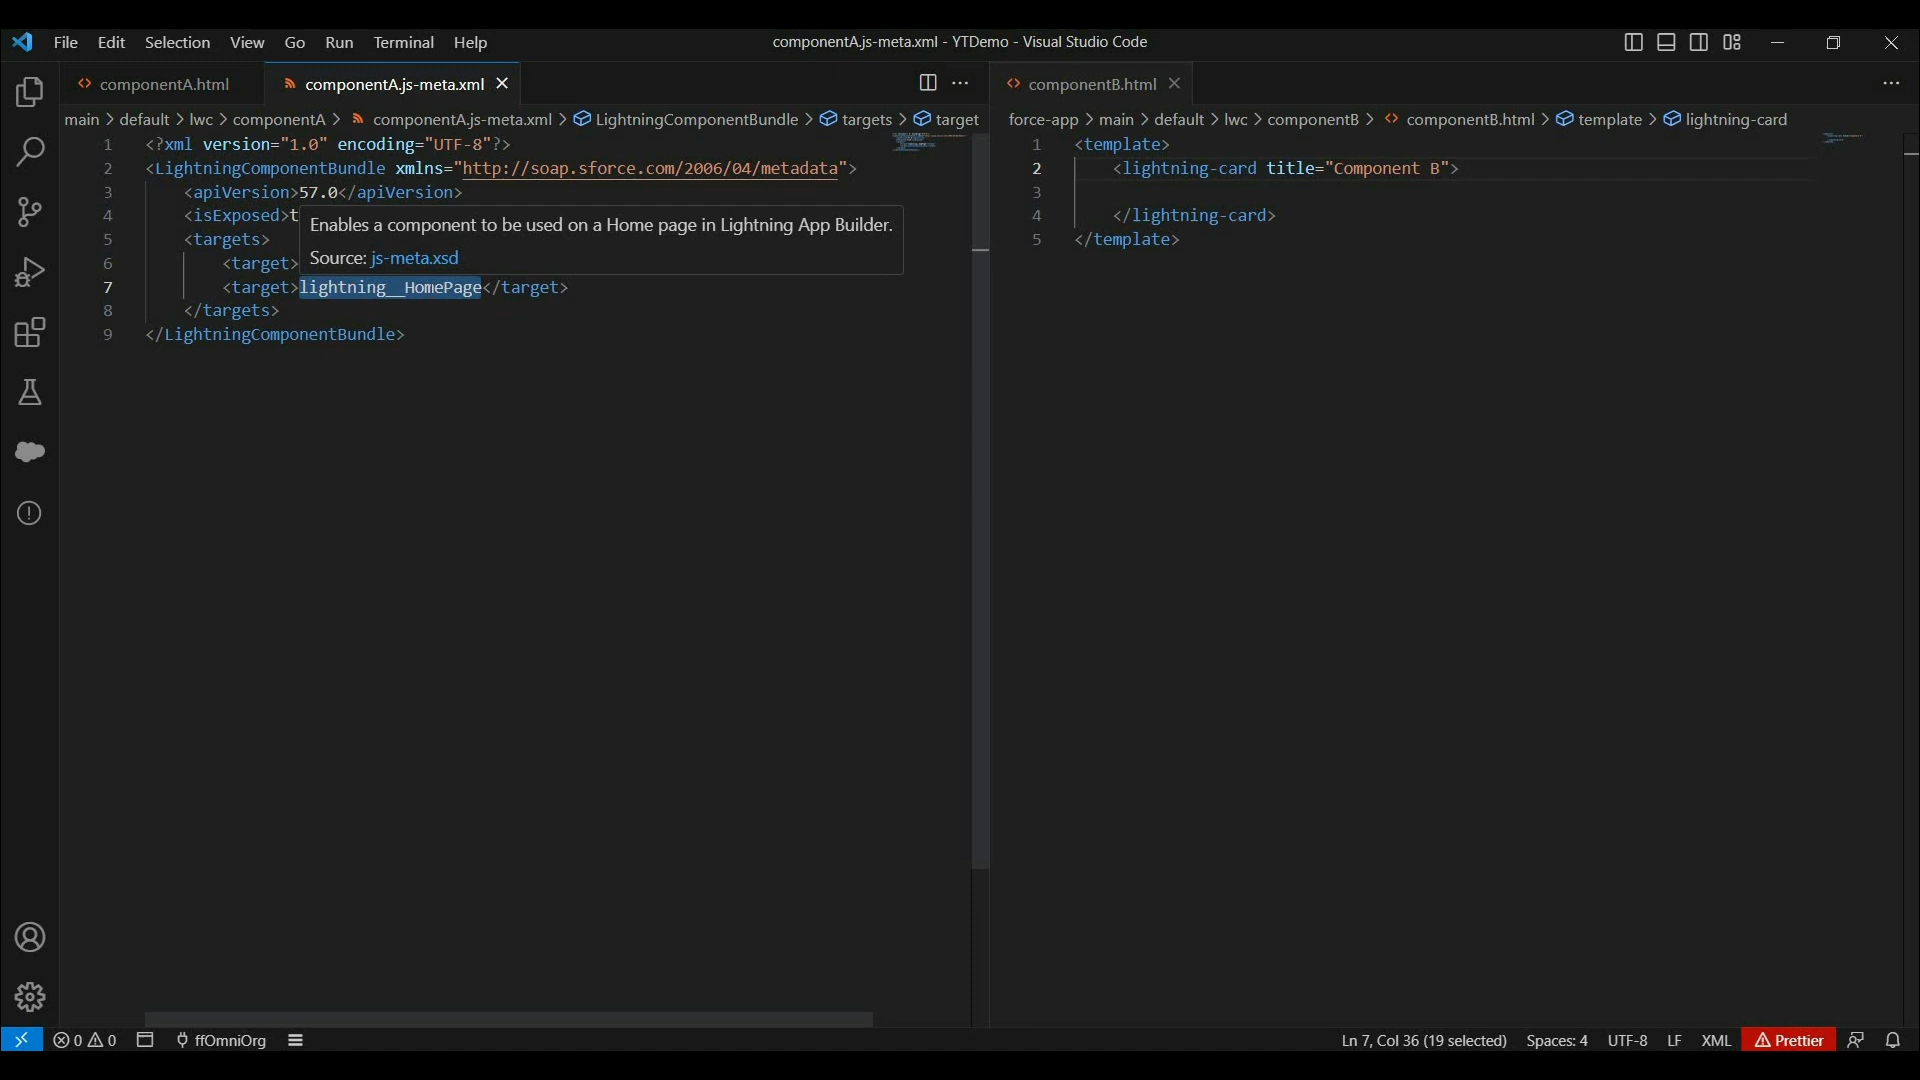 File Edit Selection View Go Run Terminal Help
componentA.js-meta.xml - YTDemo - Visual Studio Code
componentA.html
componentA.js-meta.xml
main > default > lwc > componentA > componentA.js-meta.xml > LightningComponentBundle > targets > target
1 <?xml version="1.0" encoding="UTF-8"?>
2 <LightningComponentBundle xmlns="http://soap.sforce.com/2006/04/metadata">
3 <apiVersion>57.0</apiVersion>
4 <isExposed>t
5 <targets>
6 <target>
7 <target>lightning__HomePage</target>
8 </targets>
9 </LightningComponentBundle>
Enables a component to be used on a Home page in Lightning App Builder.
Source: js-meta.xsd
componentB.html
force-app > main > default > lwc > componentB > componentB.html > template > lightning-card
1 <template>
2 <lightning-card title="Component B">
3
4 </lightning-card>
5 </template>
0 0 ffOmniOrg
Ln 7, Col 36 (19 selected) Spaces: 4 UTF-8 LF XML Prettier